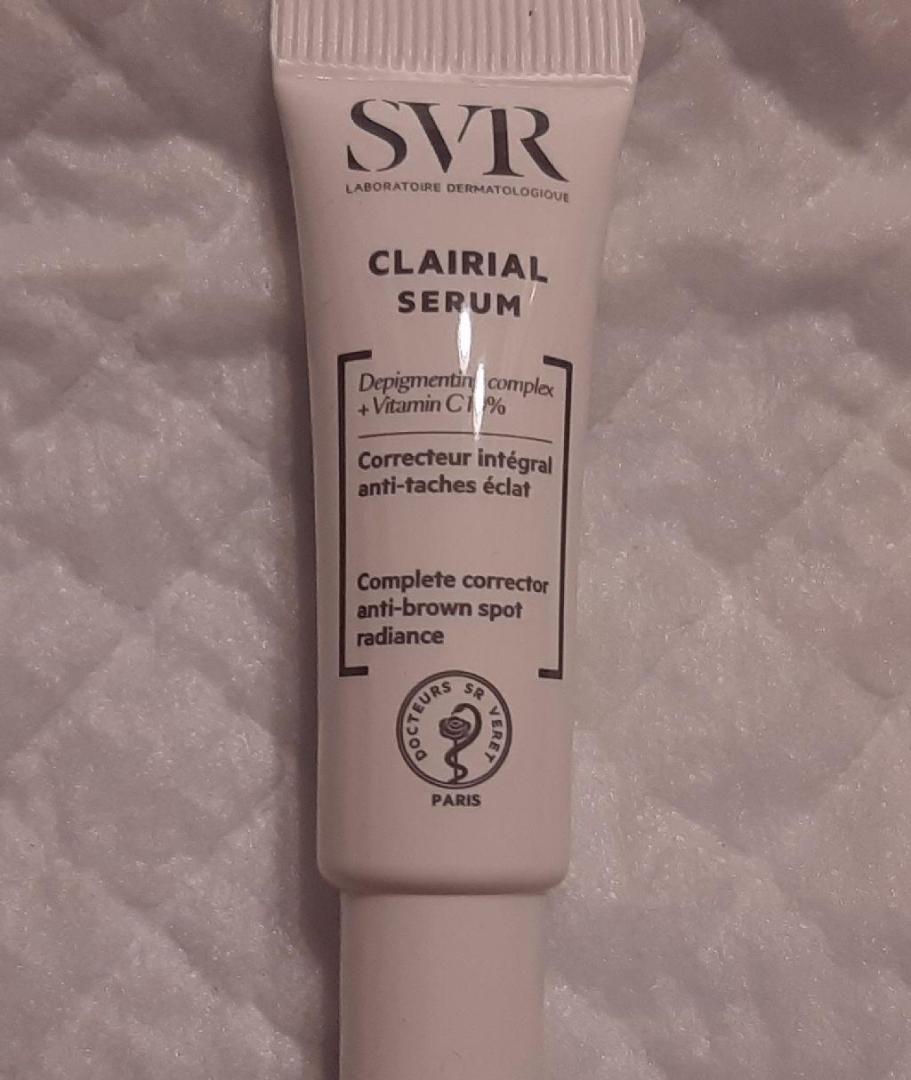 SVR
LABORATOIRE DERMATOLOGIQUE
CLAIRIAL
SERUM
Depigmenting complex
+ Vitamin C
Correcteur intégral
anti-taches éclat
Complete corrector
anti-brown spot
radiance
DOCTEURS SR VERET
PARIS